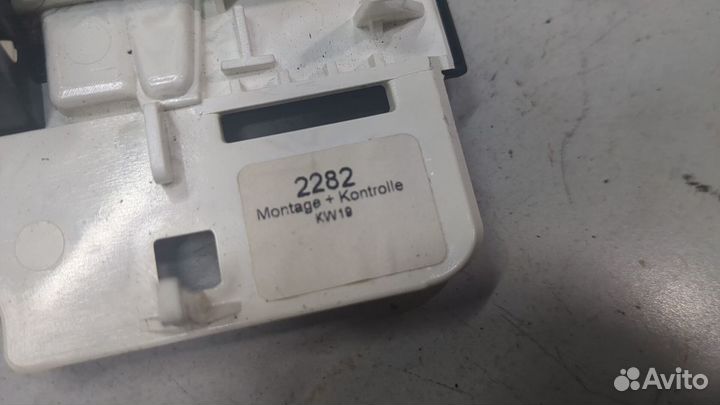 2282
Montage + Kontrolle
KW19
Avito